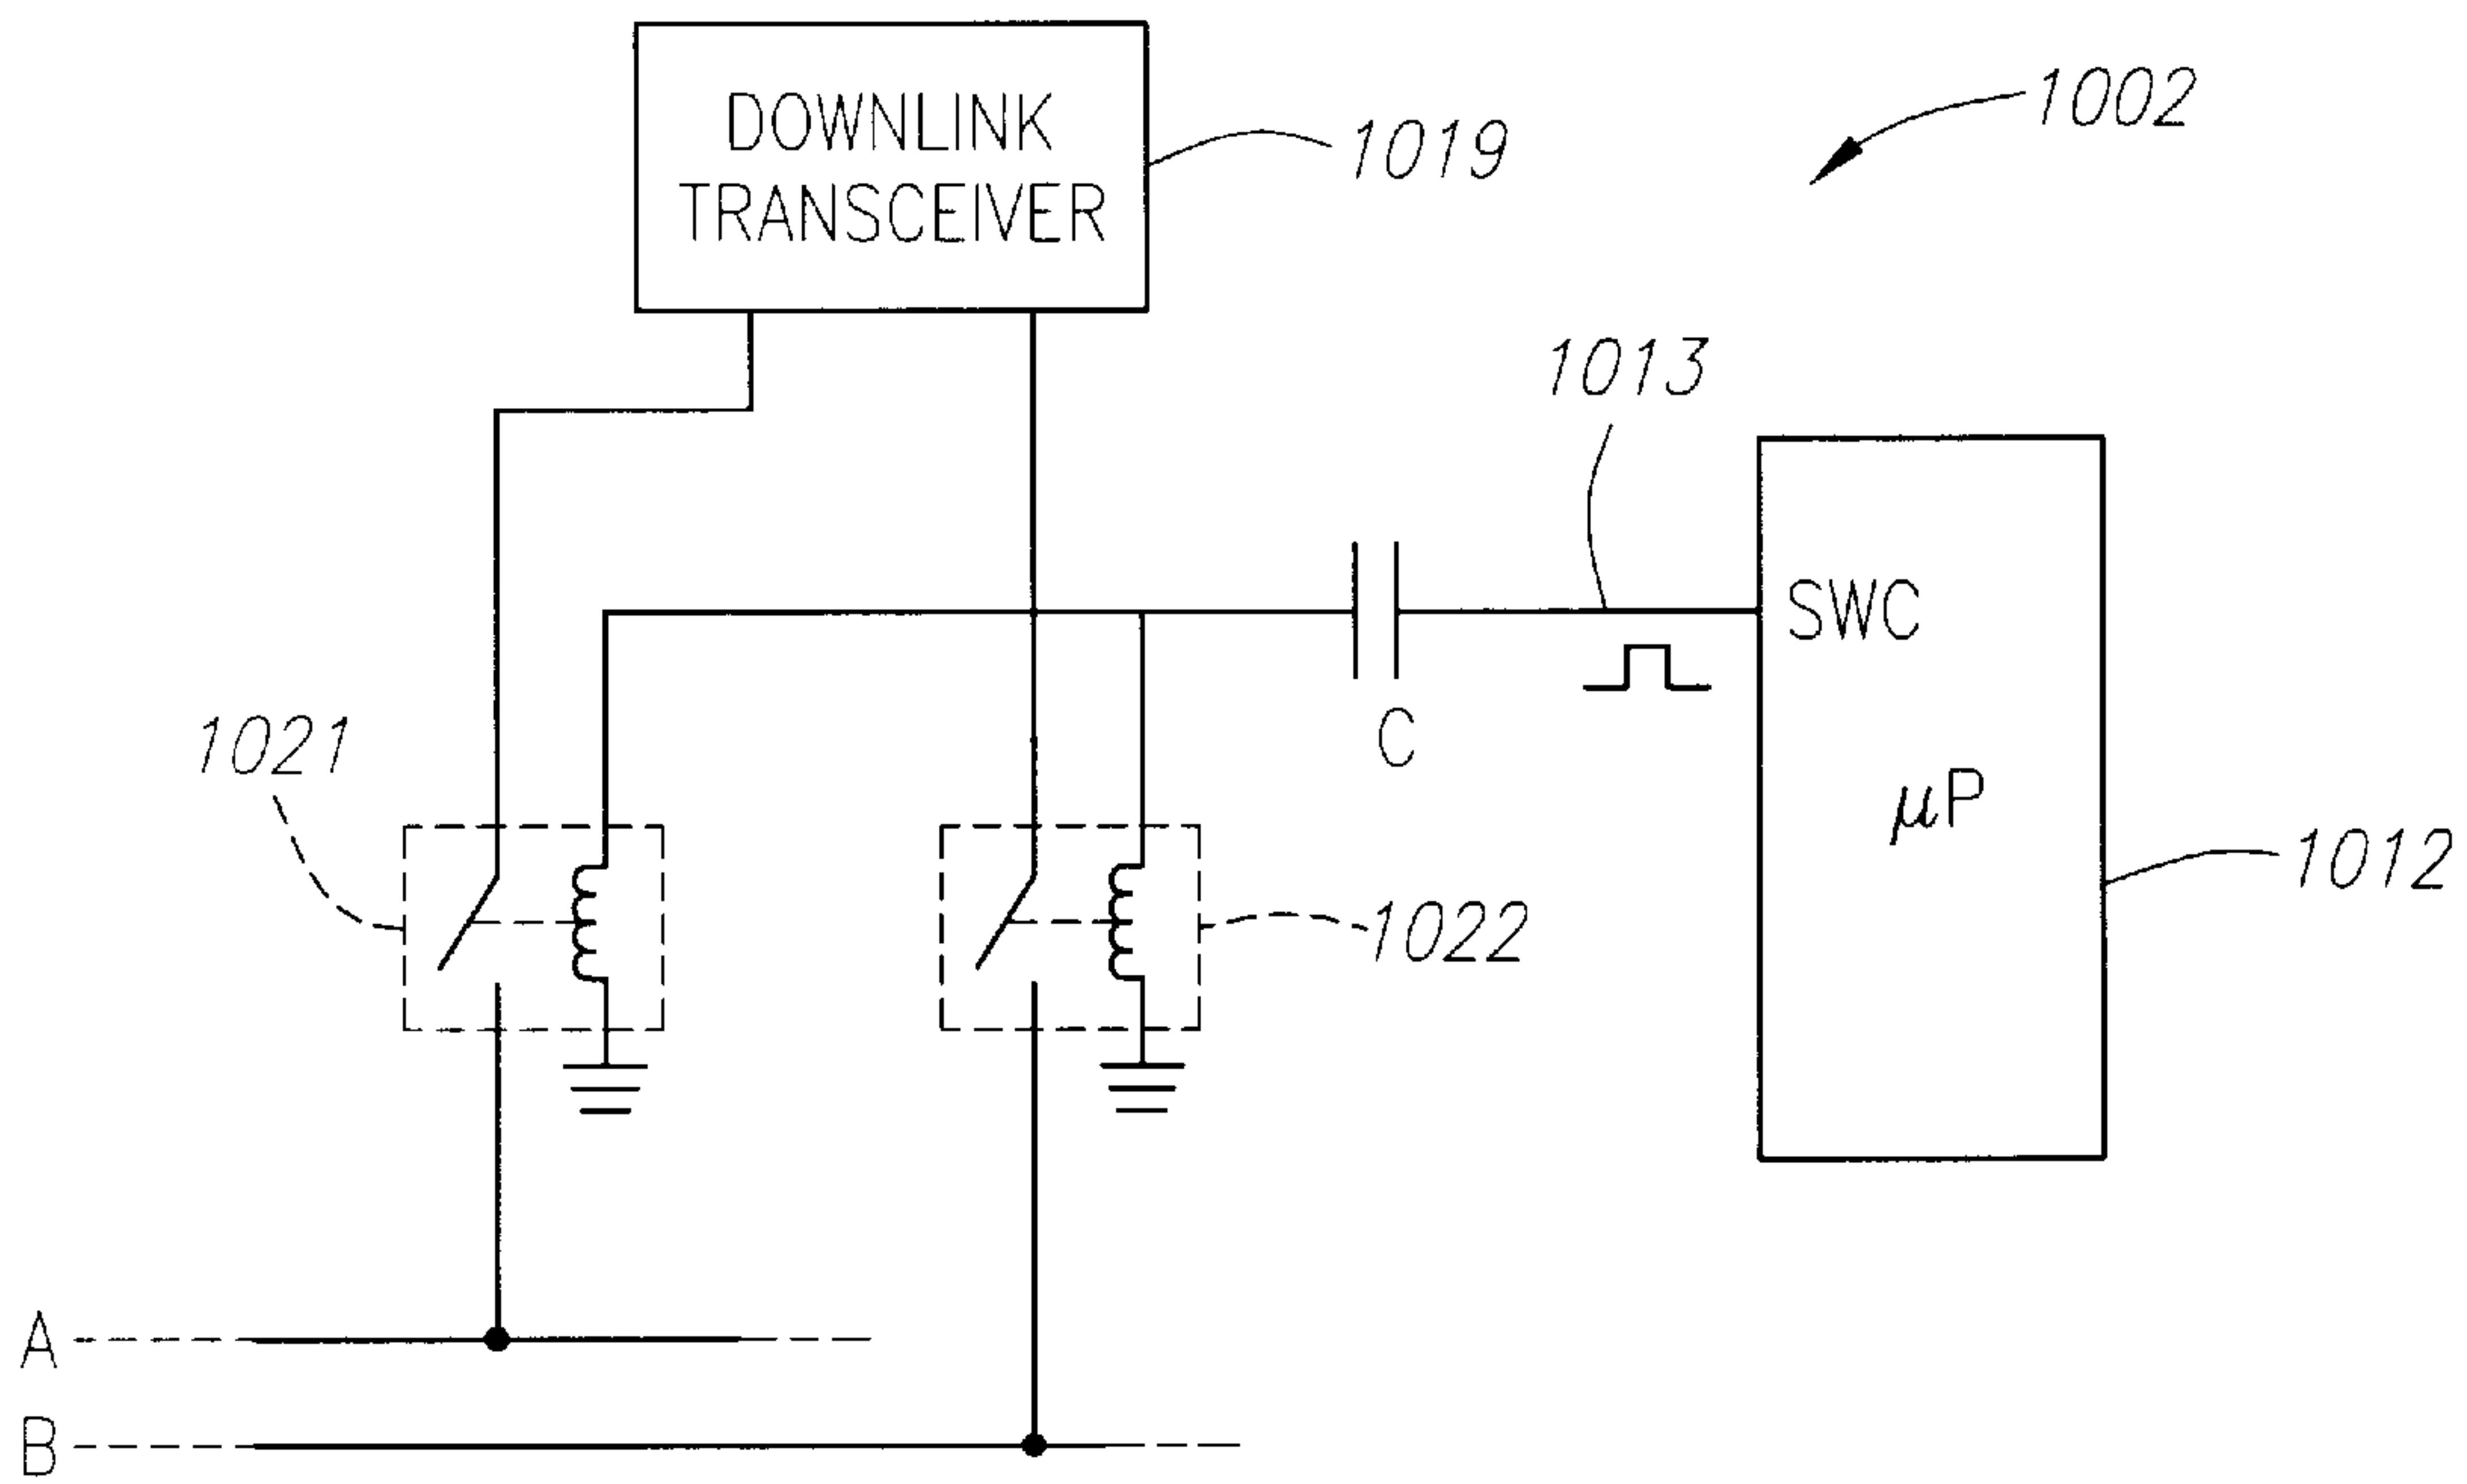 DOWNLINK
TRANSCEIVER
1019
1002
1013
SWC
C
μP
1021
1022
1012
A
B